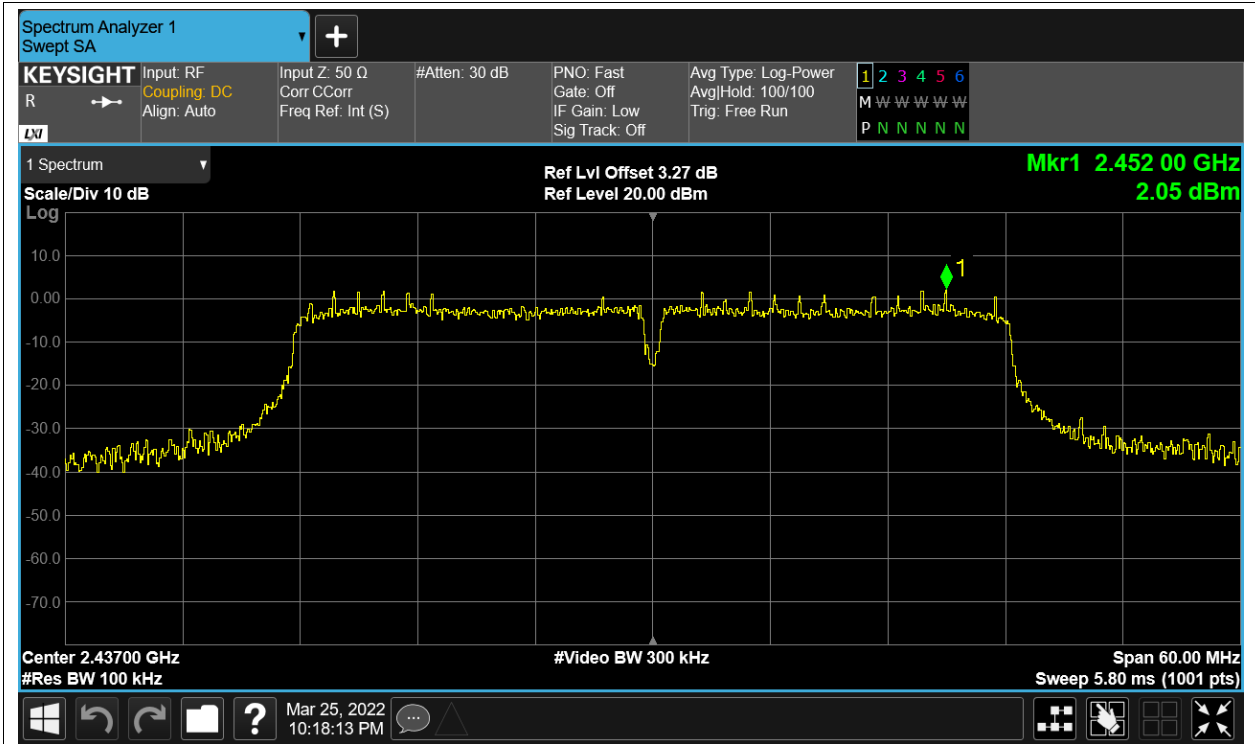 Spectrum Analyzer 1
Swept SA
+
KEYSIGHT
R
LXI
Input: RF
Coupling: DC
Align: Auto
Input Z: 50 Ω
Corr CCorr
Freq Ref: Int (S)
#Atten: 30 dB
PNO: Fast
Gate: Off
IF Gain: Low
Sig Track: Off
Avg Type: Log-Power
Avg|Hold: 100/100
Trig: Free Run
1 2 3 4 5 6
M W W W W W
P N N N N N
1 Spectrum
Scale/Div 10 dB
Log
Ref Lvl Offset 3.27 dB
Ref Level 20.00 dBm
Mkr1 2.452 00 GHz
2.05 dBm
1
10.0
0.00
-10.0
-20.0
-30.0
-40.0
-50.0
-60.0
-70.0
Center 2.43700 GHz
#Res BW 100 kHz
#Video BW 300 kHz
Span 60.00 MHz
Sweep 5.80 ms (1001 pts)
?
Mar 25, 2022
10:18:13 PM